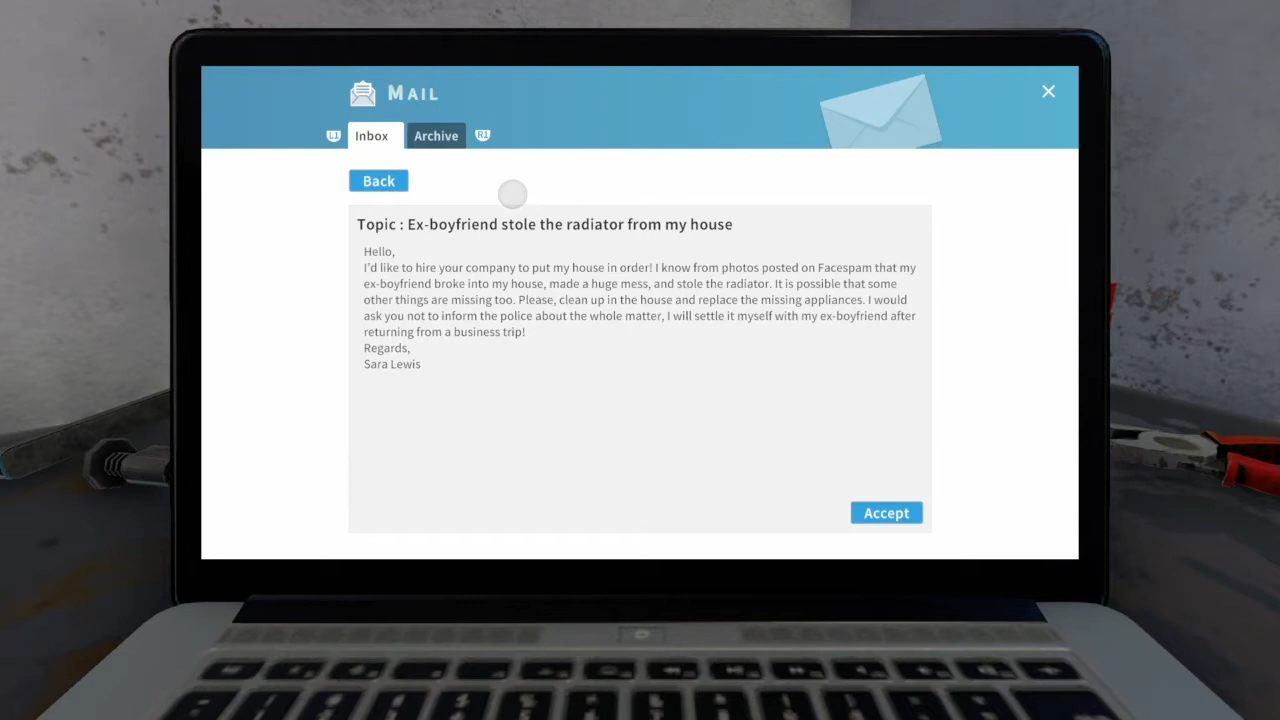 MAIL
L1 Inbox Archive R1
Back
Topic : Ex-boyfriend stole the radiator from my house
Hello,
I'd like to hire your company to put my house in order! I know from photos posted on Facespam that my
ex-boyfriend broke into my house, made a huge mess, and stole the radiator. It is possible that some
other things are missing too. Please, clean up in the house and replace the missing appliances. I would
ask you not to inform the police about the whole matter, I will settle it myself with my ex-boyfriend after
returning from a business trip!
Regards,
Sara Lewis
Accept